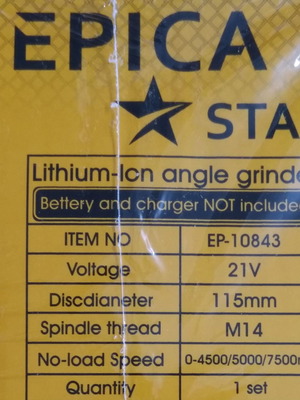 EPICA
STA
Lithium-Icn angle grinde
Bettery and charger NOT include
ITEM NO EP-10843
Voltage 21V
Discdianeter 115mm
Spindle thread M14
No-load Speed 0-4500/5000/7500r
Quantity 1 set